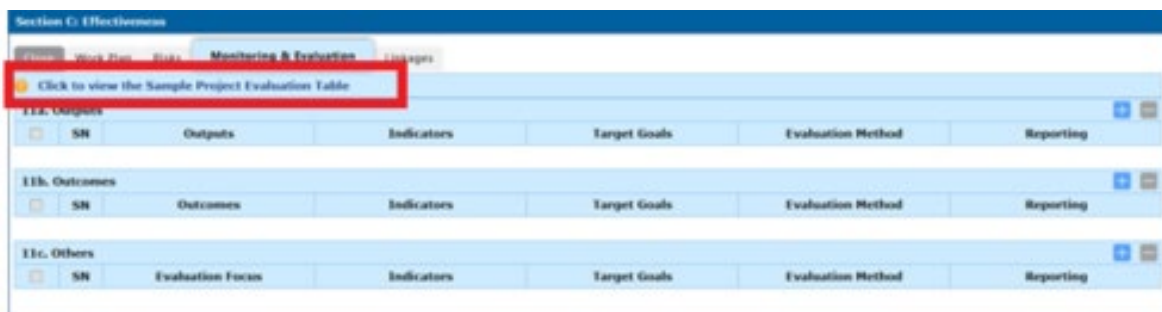 Section C: Effectiveness
Work Plan Risks Monitoring & Evaluation Linkages
Click to view the Sample Project Evaluation Table
11a. Outputs
SN Outputs Indicators Target Goals Evaluation Method Reporting
11b. Outcomes
SN Outcomes Indicators Target Goals Evaluation Method Reporting
11c. Others
SN Evaluation Focus Indicators Target Goals Evaluation Method Reporting